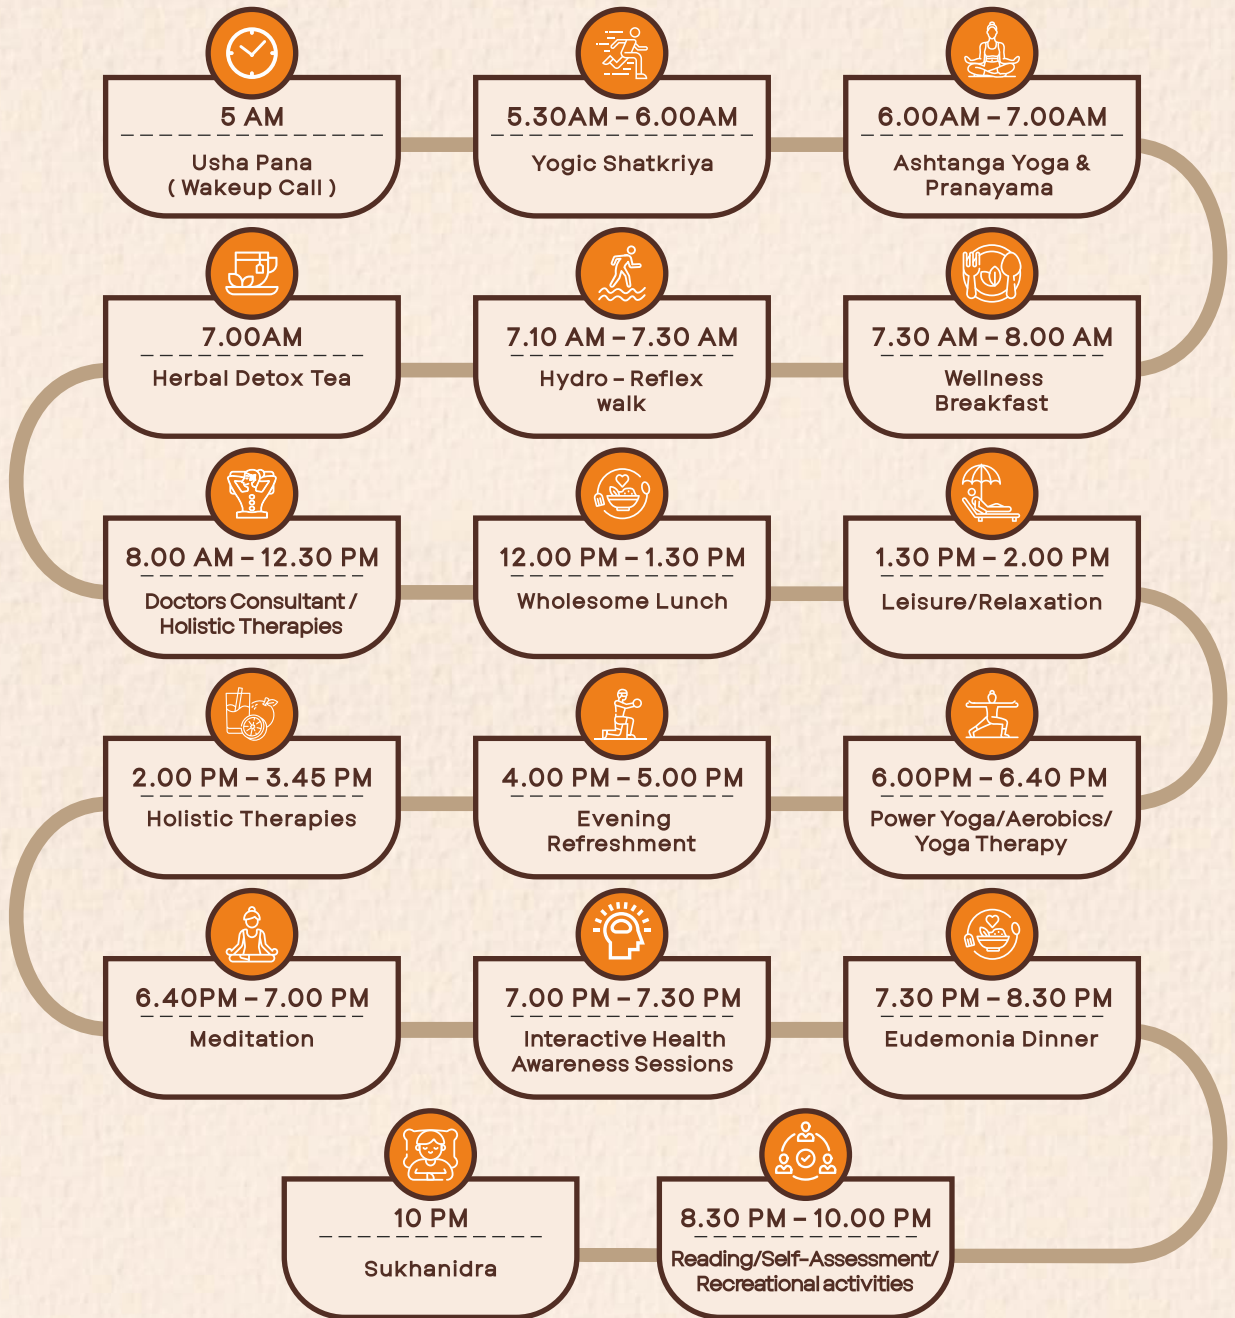 5 AM
Usha Pana
( Wakeup Call )
5.30AM – 6.00AM
Yogic Shatkriya
6.00AM – 7.00AM
Ashtanga Yoga &
Pranayama
7.00AM
Herbal Detox Tea
7.10 AM – 7.30 AM
Hydro – Reflex
walk
7.30 AM – 8.00 AM
Wellness
Breakfast
8.00 AM – 12.30 PM
Doctors Consultant /
Holistic Therapies
12.00 PM – 1.30 PM
Wholesome Lunch
1.30 PM – 2.00 PM
Leisure/Relaxation
2.00 PM – 3.45 PM
Holistic Therapies
4.00 PM – 5.00 PM
Evening
Refreshment
6.00PM – 6.40 PM
Power Yoga/Aerobics/
Yoga Therapy
6.40PM – 7.00 PM
Meditation
7.00 PM – 7.30 PM
Interactive Health
Awareness Sessions
7.30 PM – 8.30 PM
Eudemonia Dinner
10 PM
Sukhanidra
8.30 PM – 10.00 PM
Reading/Self-Assessment/
Recreational activities